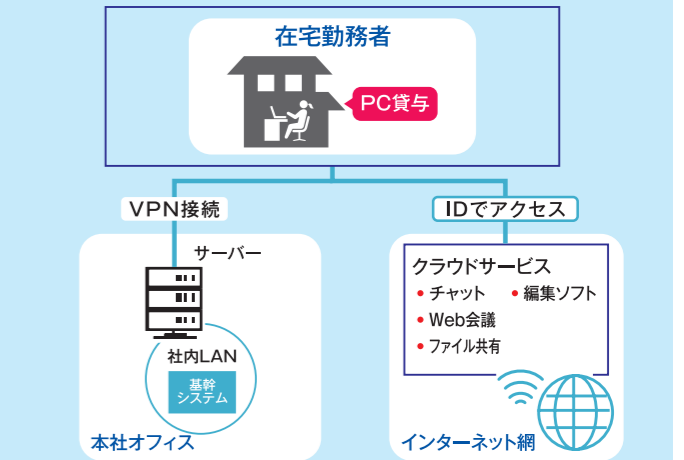 在宅勤務者
PC貸与
VPN接続
IDでアクセス
サーバー
社内LAN
基幹
システム
本社オフィス
クラウドサービス
• チャット • 編集ソフト
• Web会議
• ファイル共有
インターネット網